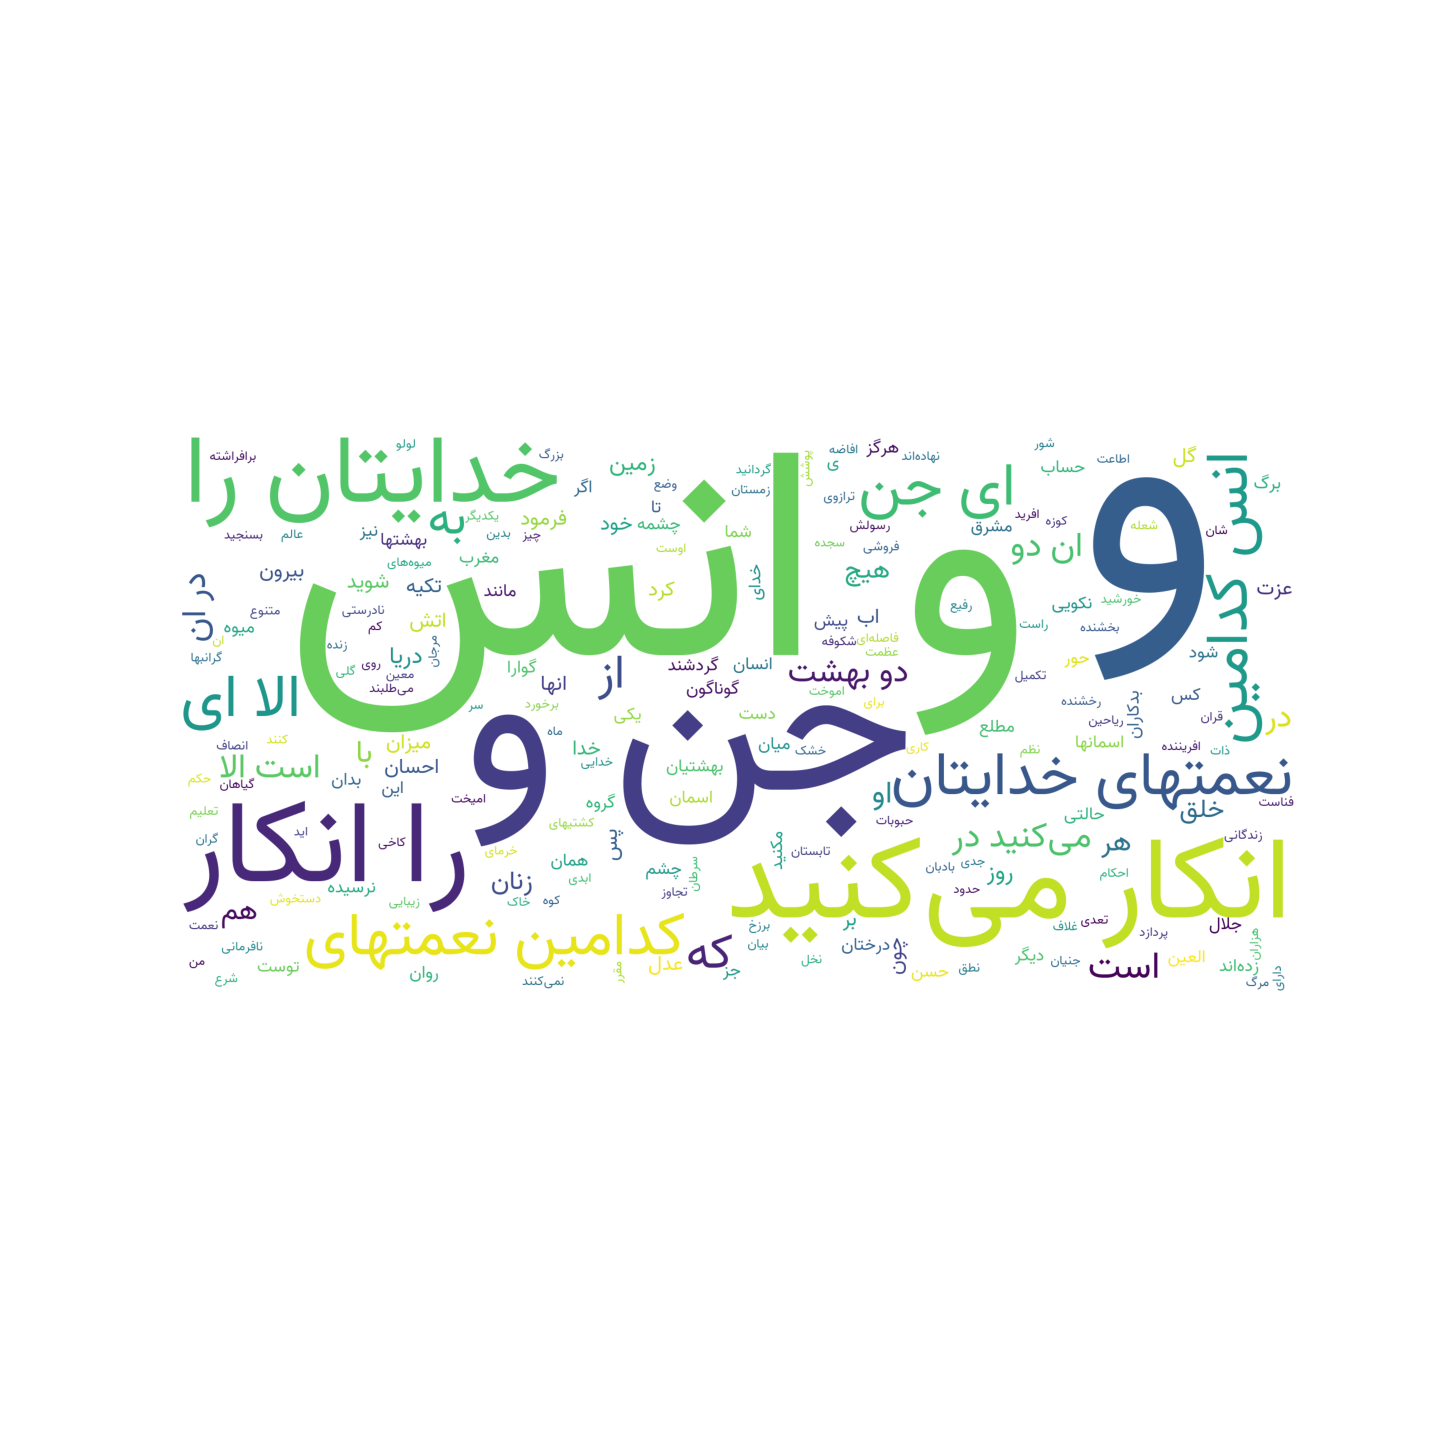 خدایتان را
لولو
برافراشته
بزرگ
زمین
گردانید
پوشش
افاضه
ی
هرگز
نهاده‌اند
شور
اطاعت
گل
و
و انس
ای جن
حساب
انس کدامین
برگ
اگر
وضع
زمستان
ترازوی
تا
به
یکدیگر
فرمود
خود
چشمه
شما
رسولش
مشرق
افرید
کوزه
شعله
شان
بسنجید
عالم
نیز
بهشتها
بدین
چیز
اوست
سجده
فروشی
ان دو
میوه‌های
مغرب
بیرون
شوید
تکیه
مانند
کرد
خدای
هیچ
رفیع
نکویی
خورشید
عزت
در ان
متنوع
نادرستی
کم
اتش
پیش
اب
راست
بخشنده
میوه
ان
گرانبها
زنده
دریا
مرجان
شکوفه
فاصله‌ای
عظمت
شود
گلی
روی
معین
می‌طلبند
گوارا
انها
از
گردشند
انسان
دو بهشت
حور
تکمیل
گوناگون
اموخت
برای
کس
الا ای
سر
برخورد
یکی
دست
رخشنده
بدکاران
ریاحین
قران
در
جن و
مطلع
انصاف
کنند
با
میزان
ماه
خدا
خدایی
میان
خشک
کاری
نظم
اسمانها
افریننده
ذات
است الا
احسان
بهشتیان
نعمتهای خدایتان
حکم
گیاهان
بدان
این
امیخت
گروه
اسمان
او
خلق
فناست
تعلیم
کشتیهای
حبوبات
حالتی
گران
اید
کاخی
را انکار
خرمای
پس
مکنید
تابستان
می‌کنید در
هر
زندگانی
انکار می‌کنید
نرسیده
همان
ابدی
چشم
سرطان
بادبان
جدی
روز
احکام
دستخوش
زیبایی
زنان
خاک
کوه
تجاوز
حدود
هم
نعمت
کدامین نعمتهای
که
برزخ
بر
غلاف
تعدی
پردازد
جلال
نافرمانی
بیان
درختان
چون
هزاران
من
توست
شرع
روان
نمی‌کنند
مقرر
عدل
جز
نخل
حسن
نطق
دیگر
جنیان
است
العین
ده‌اند
مرگ
دارای